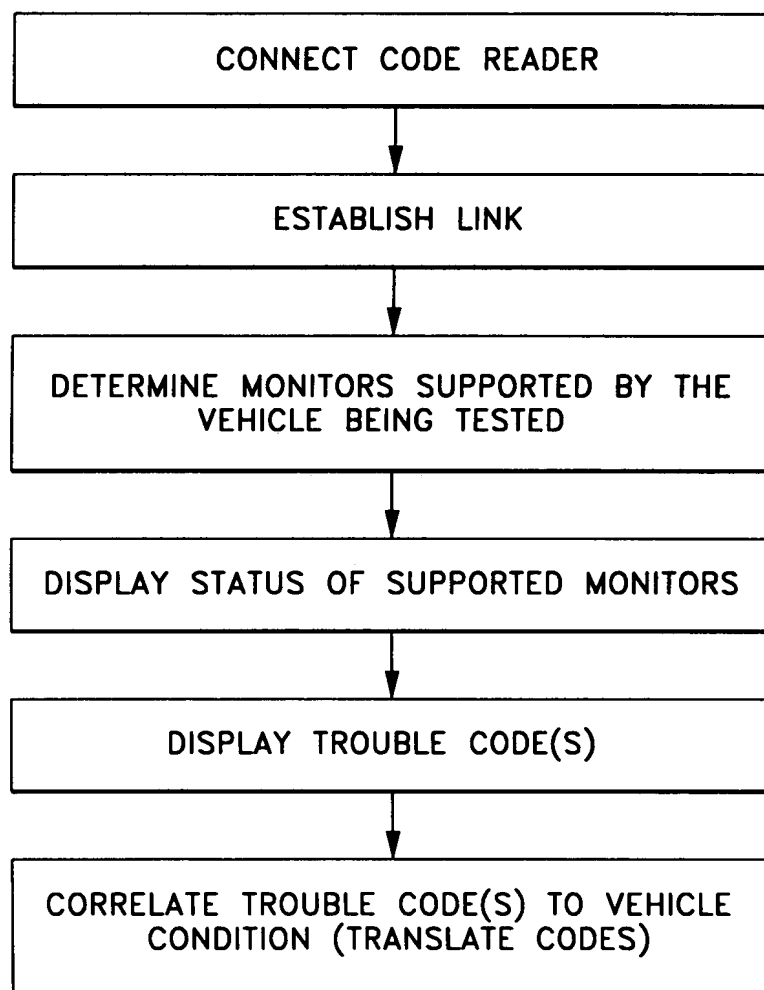 CONNECT CODE READER
ESTABLISH LINK
DETERMINE MONITORS SUPPORTED BY THE
VEHICLE BEING TESTED
DISPLAY STATUS OF SUPPORTED MONITORS
DISPLAY TROUBLE CODE(S)
CORRELATE TROUBLE CODE(S) TO VEHICLE
CONDITION (TRANSLATE CODES)